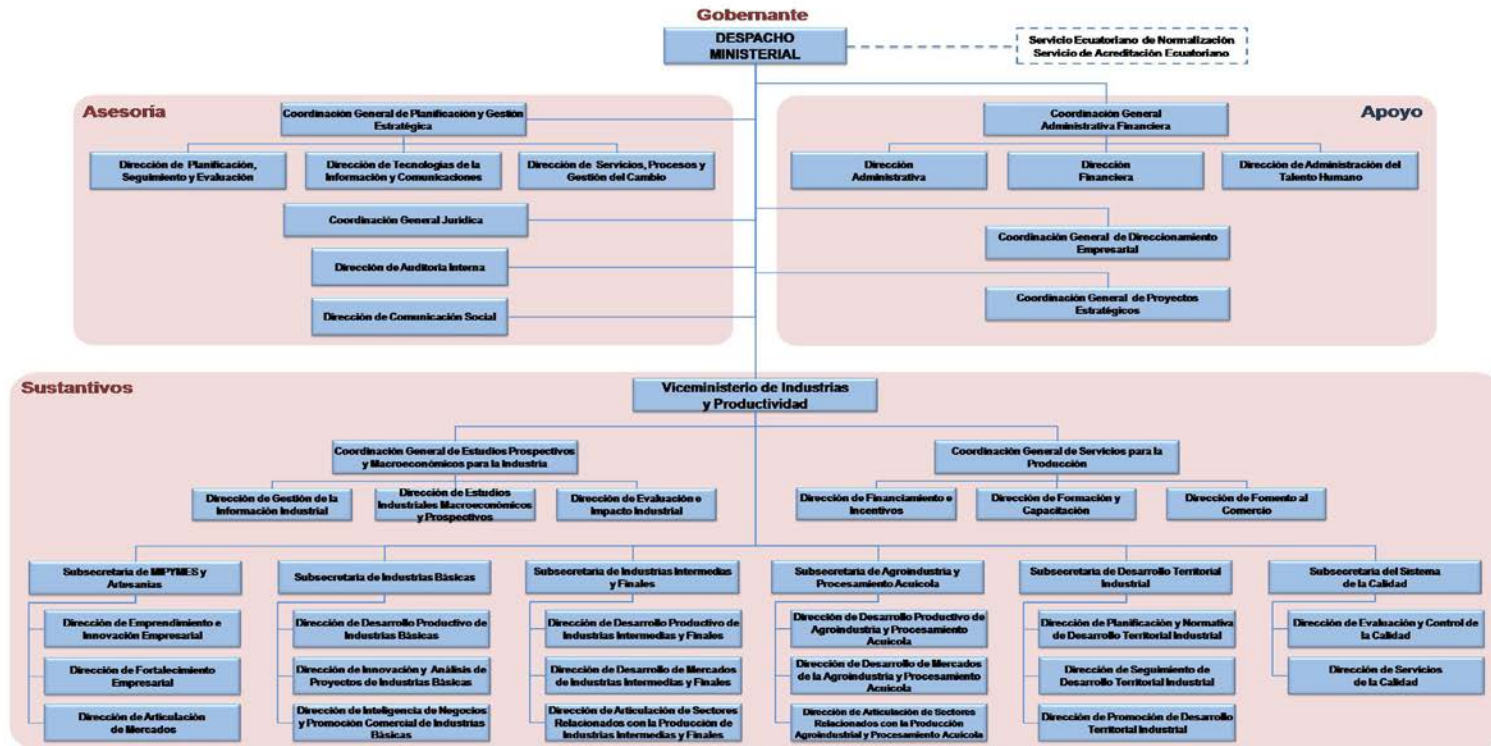 Gobernante
DESPACHO
MINISTERIAL
Servicio Ecuatoriano de Normalización
Servicio de Acreditación Ecuatoriano
Asesoría
Coordinación General de Planificación y Gestión
Estratégica
Dirección de Planificación,
Seguimiento y Evaluación
Dirección de Tecnologías de la
Información y Comunicaciones
Dirección de Servicios, Procesos y
Gestión del Cambio
Coordinación General Jurídica
Dirección de Auditoría Interna
Dirección de Comunicación Social
Apoyo
Coordinación General
Administrativa Financiera
Dirección
Administrativa
Dirección
Financiera
Dirección de Administración del
Talento Humano
Coordinación General de Direccionamiento
Empresarial
Coordinación General de Proyectos
Estratégicos
Sustantivos
Viceministerio de Industrias
y Productividad
Coordinación General de Estudios Prospectivos
y Macroeconómicos para la Industria
Dirección de Gestión de la
Información Industrial
Dirección de Estudios
Industriales Macroeconómicos
y Prospectivos
Dirección de Evaluación e
Impacto Industrial
Coordinación General de Servicios para la
Producción
Dirección de Financiamiento e
Incentivos
Dirección de Formación y
Capacitación
Dirección de Fomento al
Comercio
Subsecretaría de MIPYMES y
Artesanías
Dirección de Emprendimiento e
Innovación Empresarial
Dirección de Fortalecimiento
Empresarial
Dirección de Articulación
de Mercados
Subsecretaría de Industrias Básicas
Dirección de Desarrollo Productivo de
Industrias Básicas
Dirección de Innovación y Análisis de
Proyectos de Industrias Básicas
Dirección de Inteligencia de Negocios
y Promoción Comercial de Industrias
Básicas
Subsecretaría de Industrias Intermedias
y Finales
Dirección de Desarrollo Productivo de
Industrias Intermedias y Finales
Dirección de Desarrollo de Mercados
de Industrias Intermedias y Finales
Dirección de Articulación de Sectores
Relacionados con la Producción de
Industrias Intermedias y Finales
Subsecretaría de Agroindustria y
Procesamiento Acuícola
Dirección de Desarrollo Productivo de
Agroindustria y Procesamiento
Acuícola
Dirección de Desarrollo de Mercados
de la Agroindustria y Procesamiento
Acuícola
Dirección de Articulación de Sectores
Relacionados con la Producción
Agroindustrial y Procesamiento Acuícola
Subsecretaría de Desarrollo Territorial
Industrial
Dirección de Planificación y Normativa
de Desarrollo Territorial Industrial
Dirección de Seguimiento de
Desarrollo Territorial Industrial
Dirección de Promoción de Desarrollo
Territorial Industrial
Subsecretaría del Sistema
de la Calidad
Dirección de Evaluación y Control de
la Calidad
Dirección de Servicios
de la Calidad